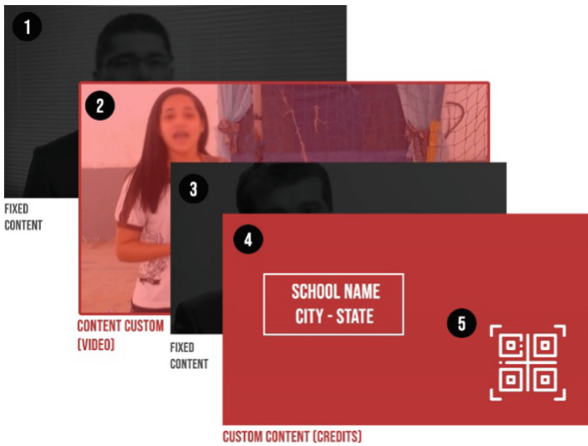 1
FIXED
CONTENT
2
CONTENT CUSTOM
(VIDEO)
3
FIXED
CONTENT
4
SCHOOL NAME
CITY - STATE
5
CUSTOM CONTENT (CREDITS)